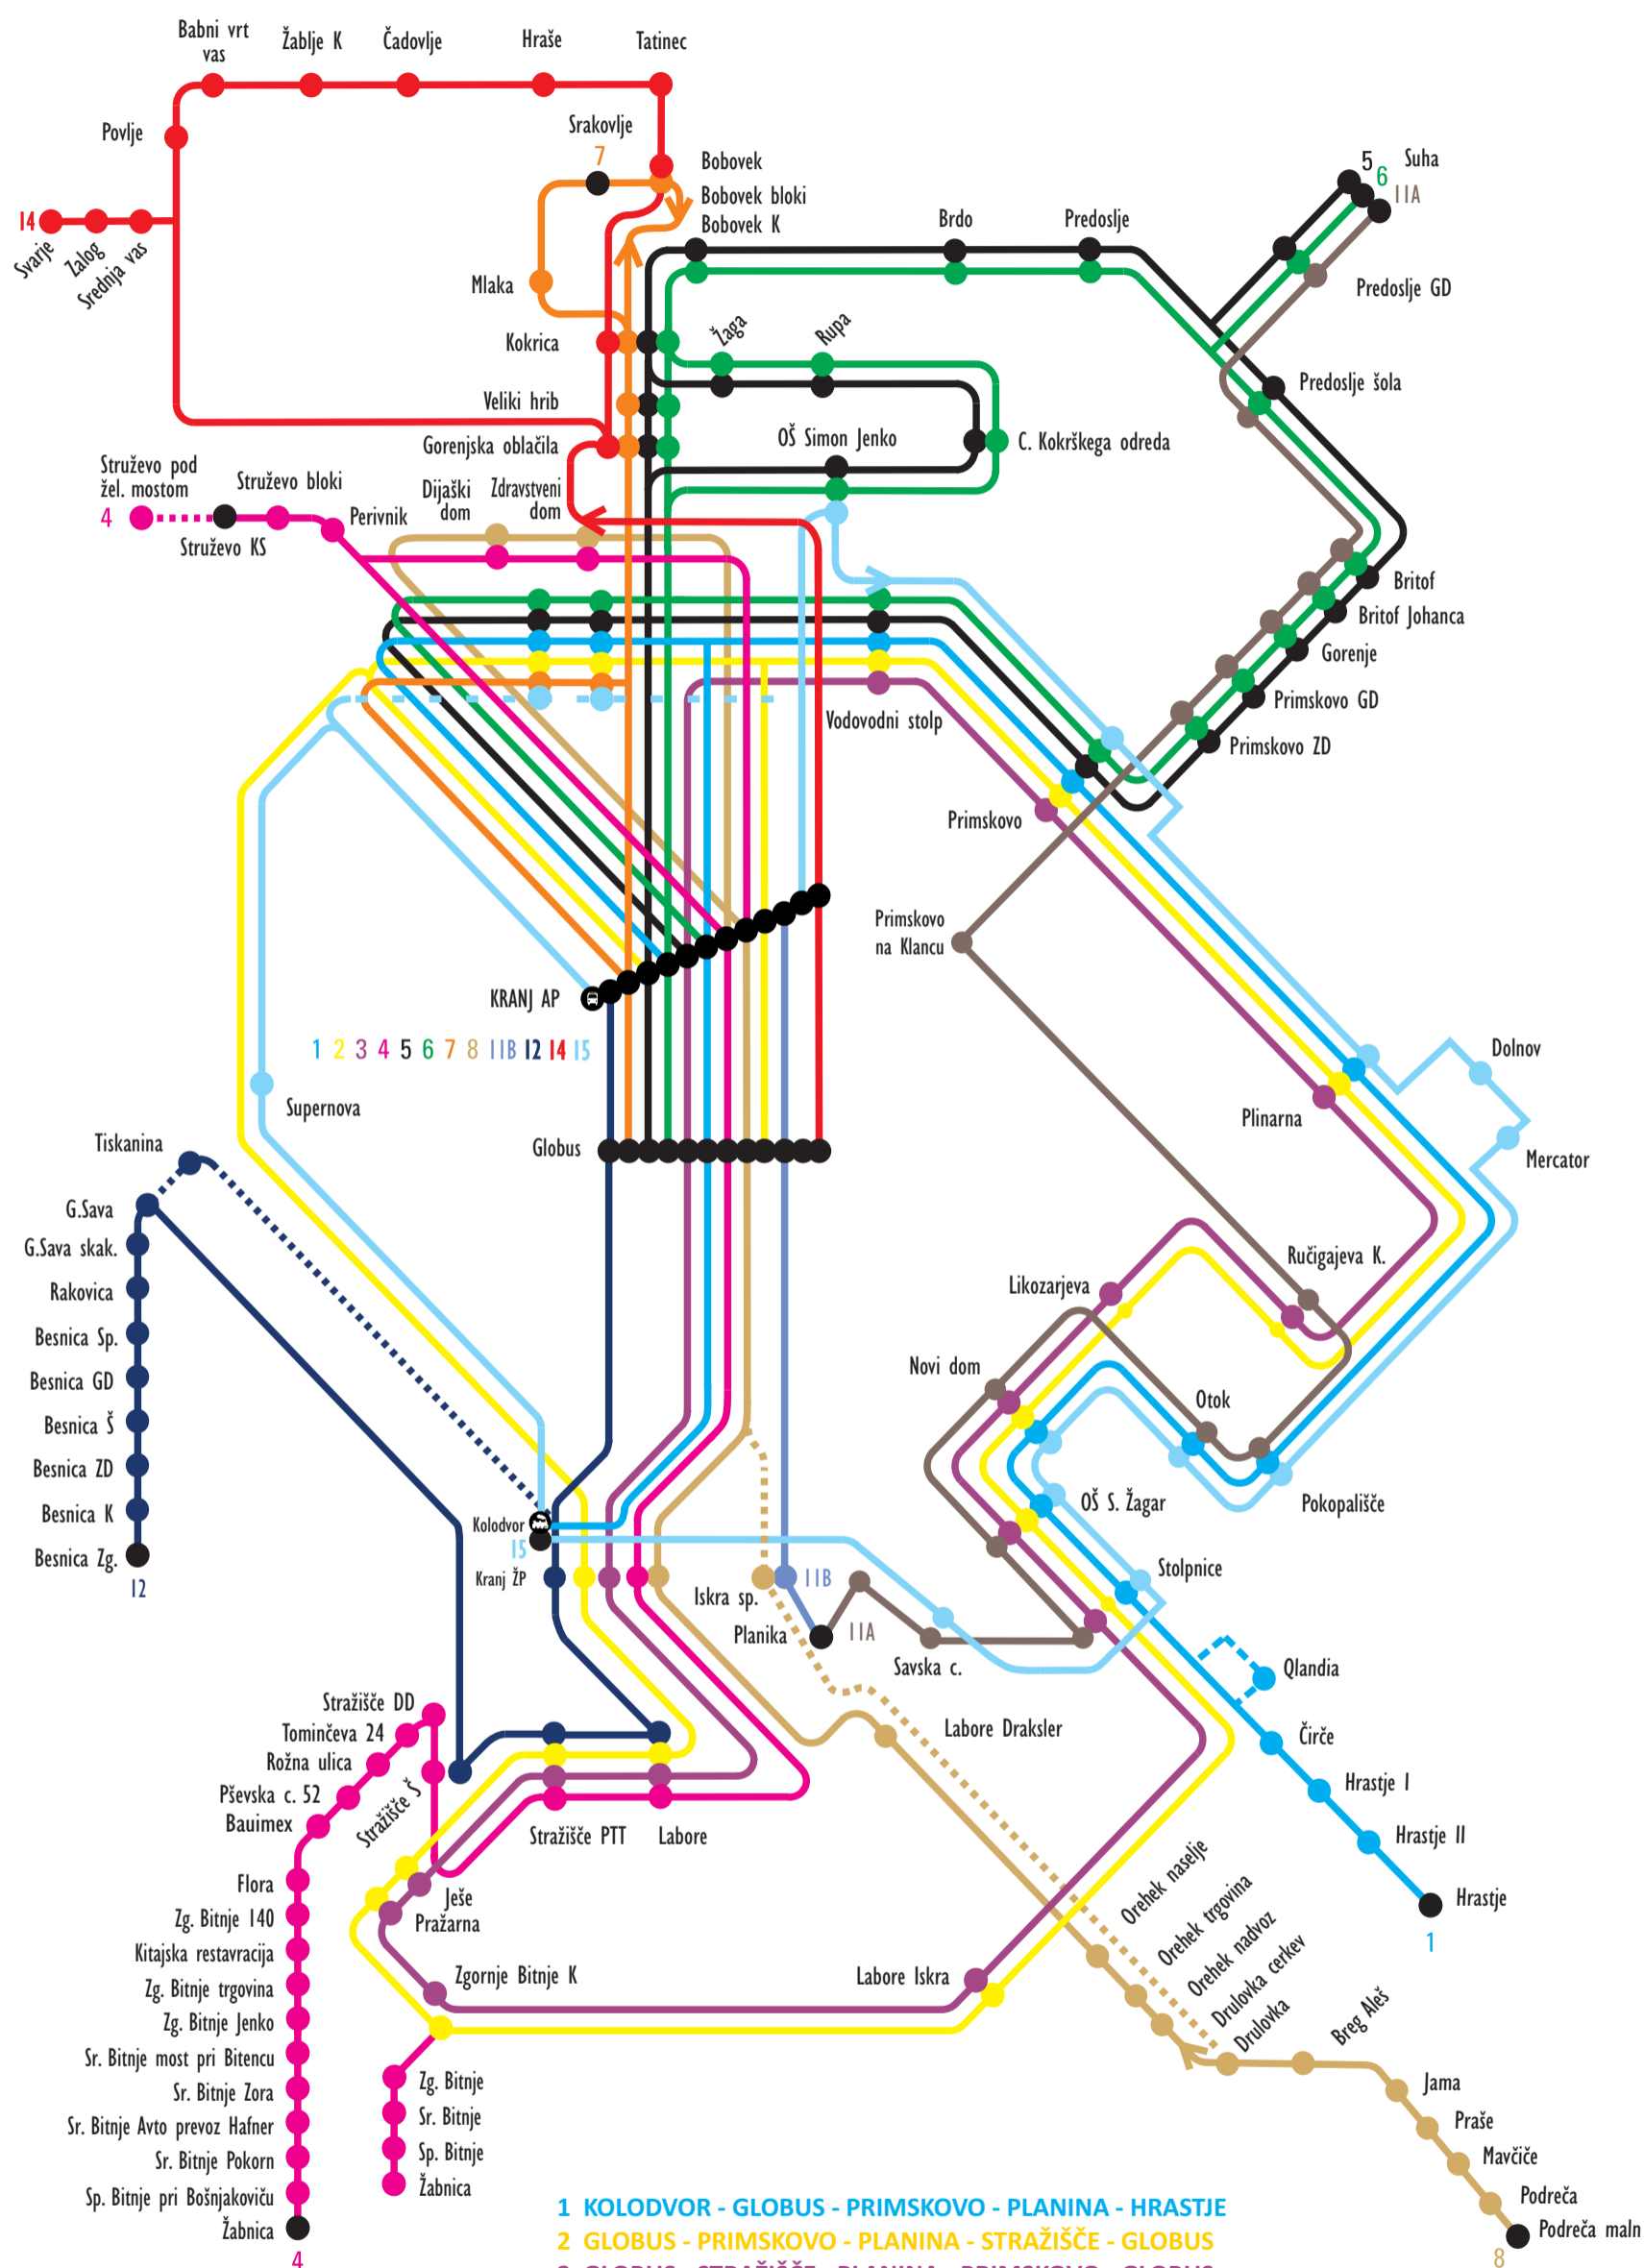 Babni vrt
vas
Žablje K
Čadovlje
Hraše
Tatinec
Povlje
Srakovlje
7
Bobovek
Bobovek bloki
Bobovek K
Brdo
Predoslje
5
6
11A
Suha
14
Svarje
Zalog
Srednja vas
Mlaka
Predoslje GD
Kokrica
Žaga
Rupa
Predoslje šola
Veliki hrib
Gorenjska oblačila
OŠ Simon Jenko
C. Kokrškega odreda
Struževo pod
žel. mostom
4
Struževo bloki
Struževo KS
Perivnik
Dijaški
dom
Zdravstveni
dom
Britof
Britof Johanca
Gorenje
Primskovo GD
Primskovo ZD
Vodovodni stolp
Primskovo
Primskovo
na Klancu
KRANJ AP
1 2 3 4 5 6 7 8 11B 12 14 15
Dolnov
Supernova
Plinarna
Mercator
Tiskanina
Globus
G.Sava
G.Sava skak.
Rakovica
Besnica Sp.
Besnica GD
Besnica Š
Besnica ZD
Besnica K
Besnica Zg.
12
Ručigajeva K.
Likozarjeva
Novi dom
Otok
OŠ S. Žagar
Pokopališče
Kolodvor
15
Kranj ŽP
Stolpnice
Iskra sp.
11B
Planika
11A
Savska c.
Qlandia
Stražišče DD
Tominčeva 24
Rožna ulica
Pševska c. 52
Bauimex
Stražišče Š
Labore Draksler
Čirče
Hrastje I
Hrastje II
Hrastje
1
Stražišče PTT
Labore
Flora
Zg. Bitnje 140
Kitajska restavracija
Zg. Bitnje trgovina
Zg. Bitnje Jenko
Sr. Bitnje most pri Bitencu
Sr. Bitnje Zora
Sr. Bitnje Avto prevoz Hafner
Sr. Bitnje Pokorn
Sp. Bitnje pri Bošnjakoviču
Žabnica
4
Ješe
Pražarna
Zgornje Bitnje K
Labore Iskra
Orehek naselje
Orehek trgovina
Orehek nadvoz
Drulovka cerkev
Drulovka
Breg Aleš
Zg. Bitnje
Sr. Bitnje
Sp. Bitnje
Žabnica
Jama
Praše
Mavčiče
Podreča
Podreča maln
8
1 KOLODVOR - GLOBUS - PRIMSKOVO - PLANINA - HRASTJE
2 GLOBUS - PRIMSKOVO - PLANINA - STRAŽIŠČE - GLOBUS
3 GLOBUS - STRAŽIŠČE - PLANINA - PRIMSKOVO - GLOBUS